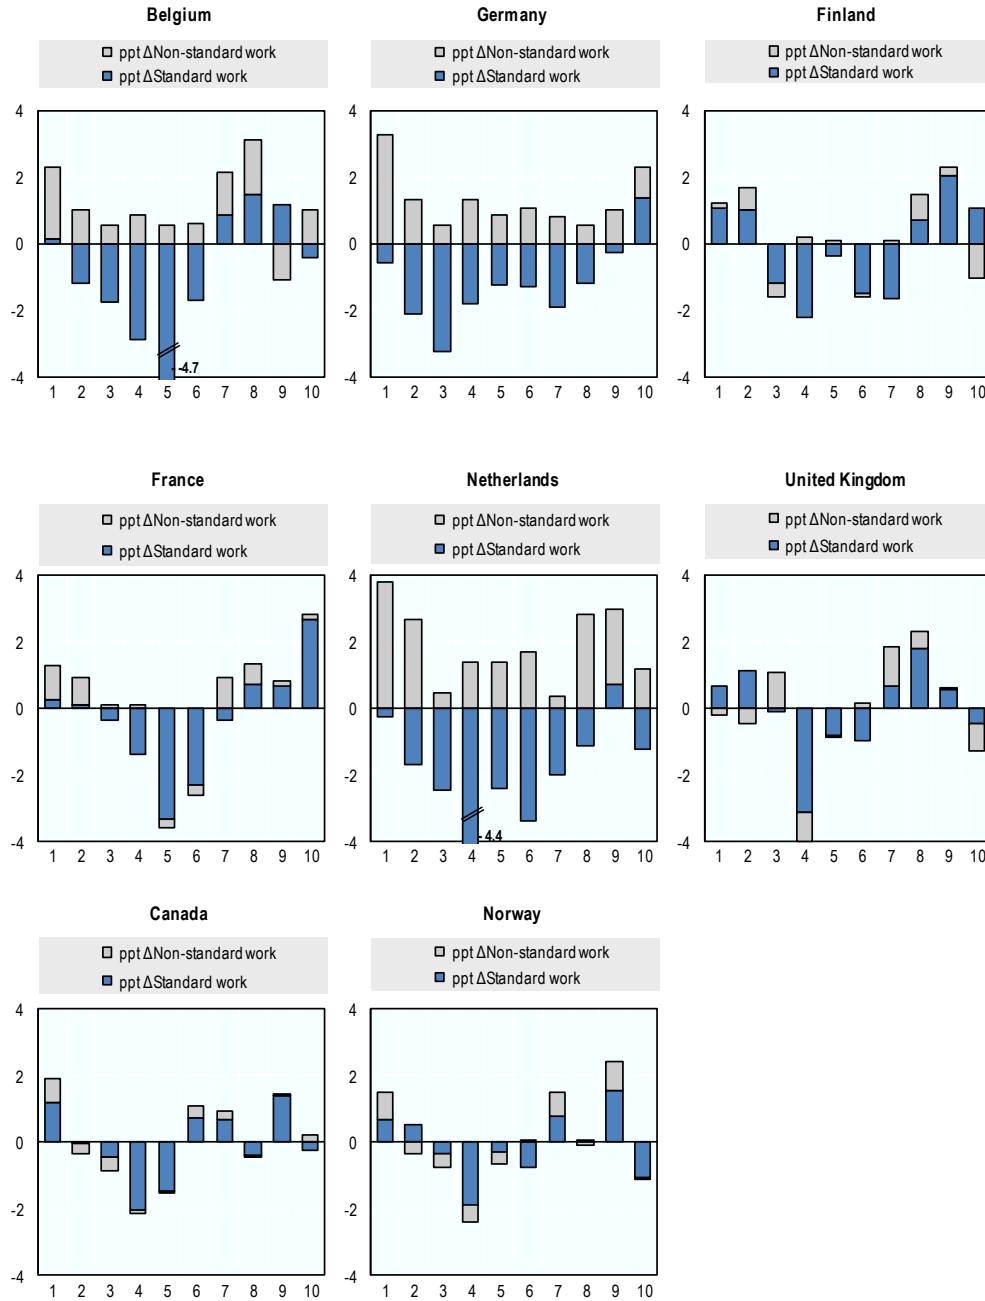 Belgium
ppt ΔNon-standard work
ppt ΔStandard work
4
2
0
-2
-4
-4.7
1 2 3 4 5 6 7 8 9 10
Germany
ppt ΔNon-standard work
ppt ΔStandard work
4
2
0
-2
-4
1 2 3 4 5 6 7 8 9 10
Finland
ppt ΔNon-standard work
ppt ΔStandard work
4
2
0
-2
-4
1 2 3 4 5 6 7 8 9 10
France
ppt ΔNon-standard work
ppt ΔStandard work
4
2
0
-2
-4
1 2 3 4 5 6 7 8 9 10
Netherlands
ppt ΔNon-standard work
ppt ΔStandard work
4
2
0
-2
-4
-4.4
1 2 3 4 5 6 7 8 9 10
United Kingdom
ppt ΔNon-standard work
ppt ΔStandard work
4
2
0
-2
-4
1 2 3 4 5 6 7 8 9 10
Canada
ppt ΔNon-standard work
ppt ΔStandard work
4
2
0
-2
-4
1 2 3 4 5 6 7 8 9 10
Norway
ppt ΔNon-standard work
ppt ΔStandard work
4
2
0
-2
-4
1 2 3 4 5 6 7 8 9 10